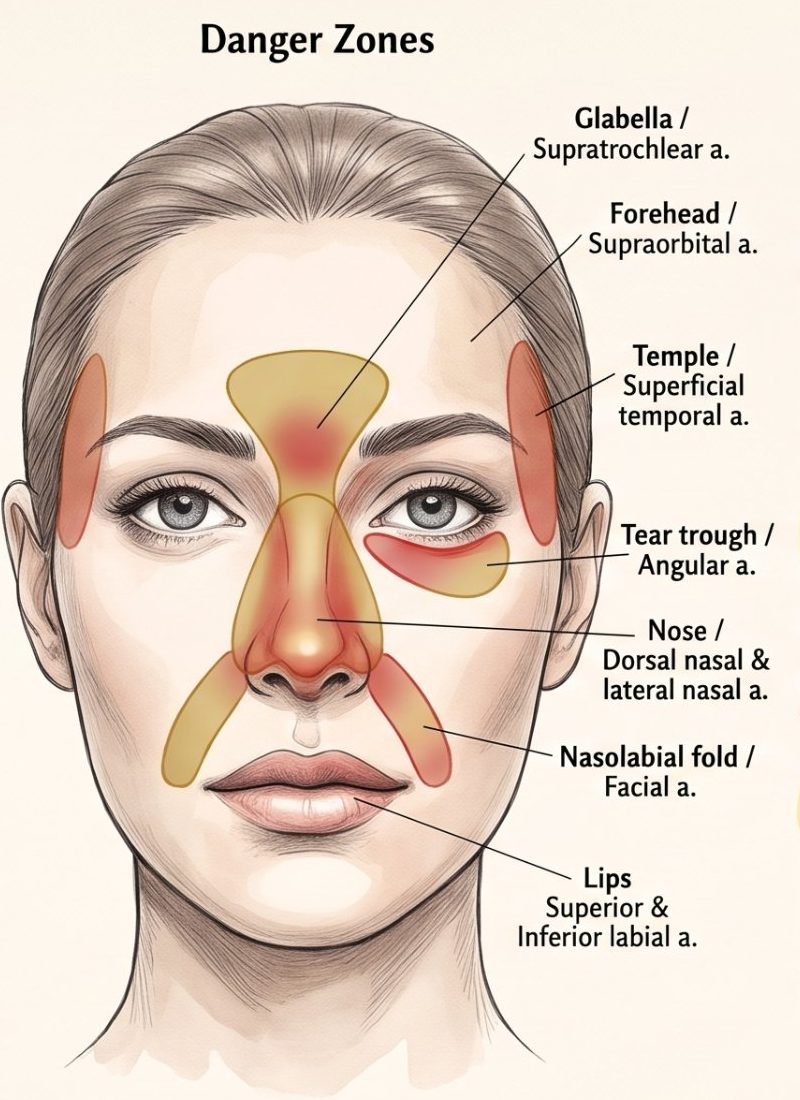 Danger Zones
Glabella /
Supratrochlear a.
Forehead /
Supraorbital a.
Temple /
Superficial
temporal a.
Tear trough /
Angular a.
Nose /
Dorsal nasal &
lateral nasal a.
Nasolabial fold /
Facial a.
Lips
Superior &
Inferior labial a.